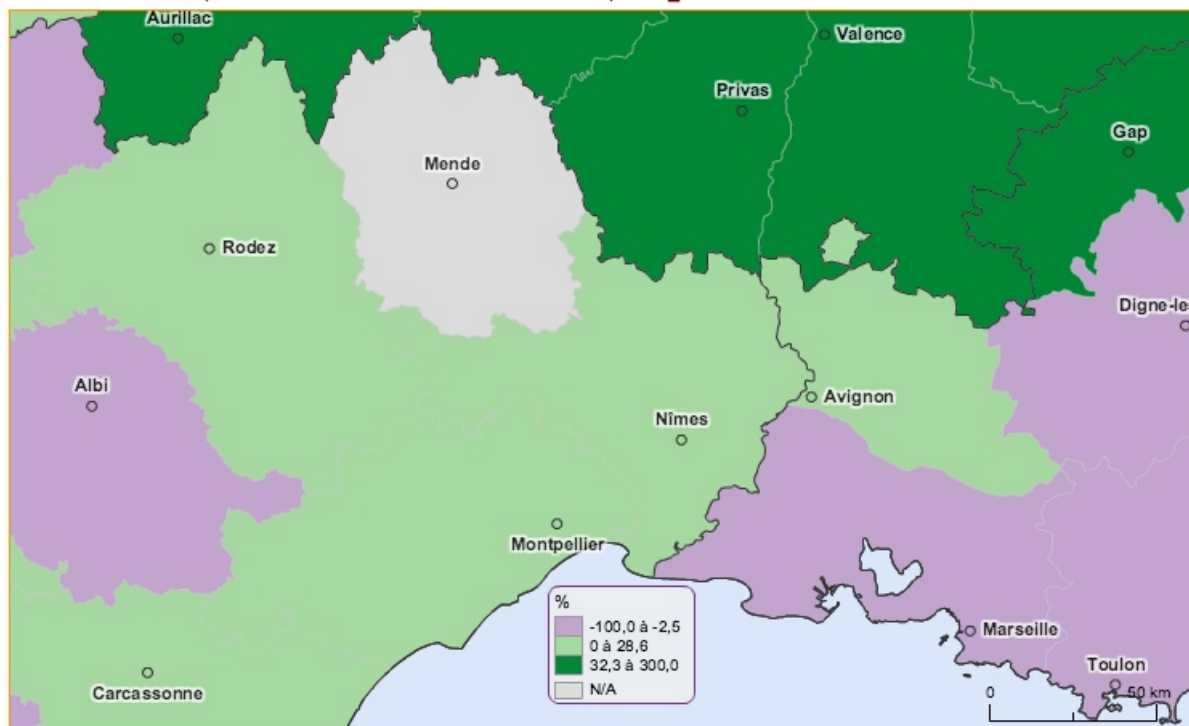 Aurillac
Valence
Privas
Gap
Mende
Rodez
Digne-les
Albi
Avignon
Nîmes
Montpellier
%
-100,0 à -2,5
0 à 28,6
32,3 à 300,0
N/A
Marseille
Toulon
Carcassonne
0
50 km